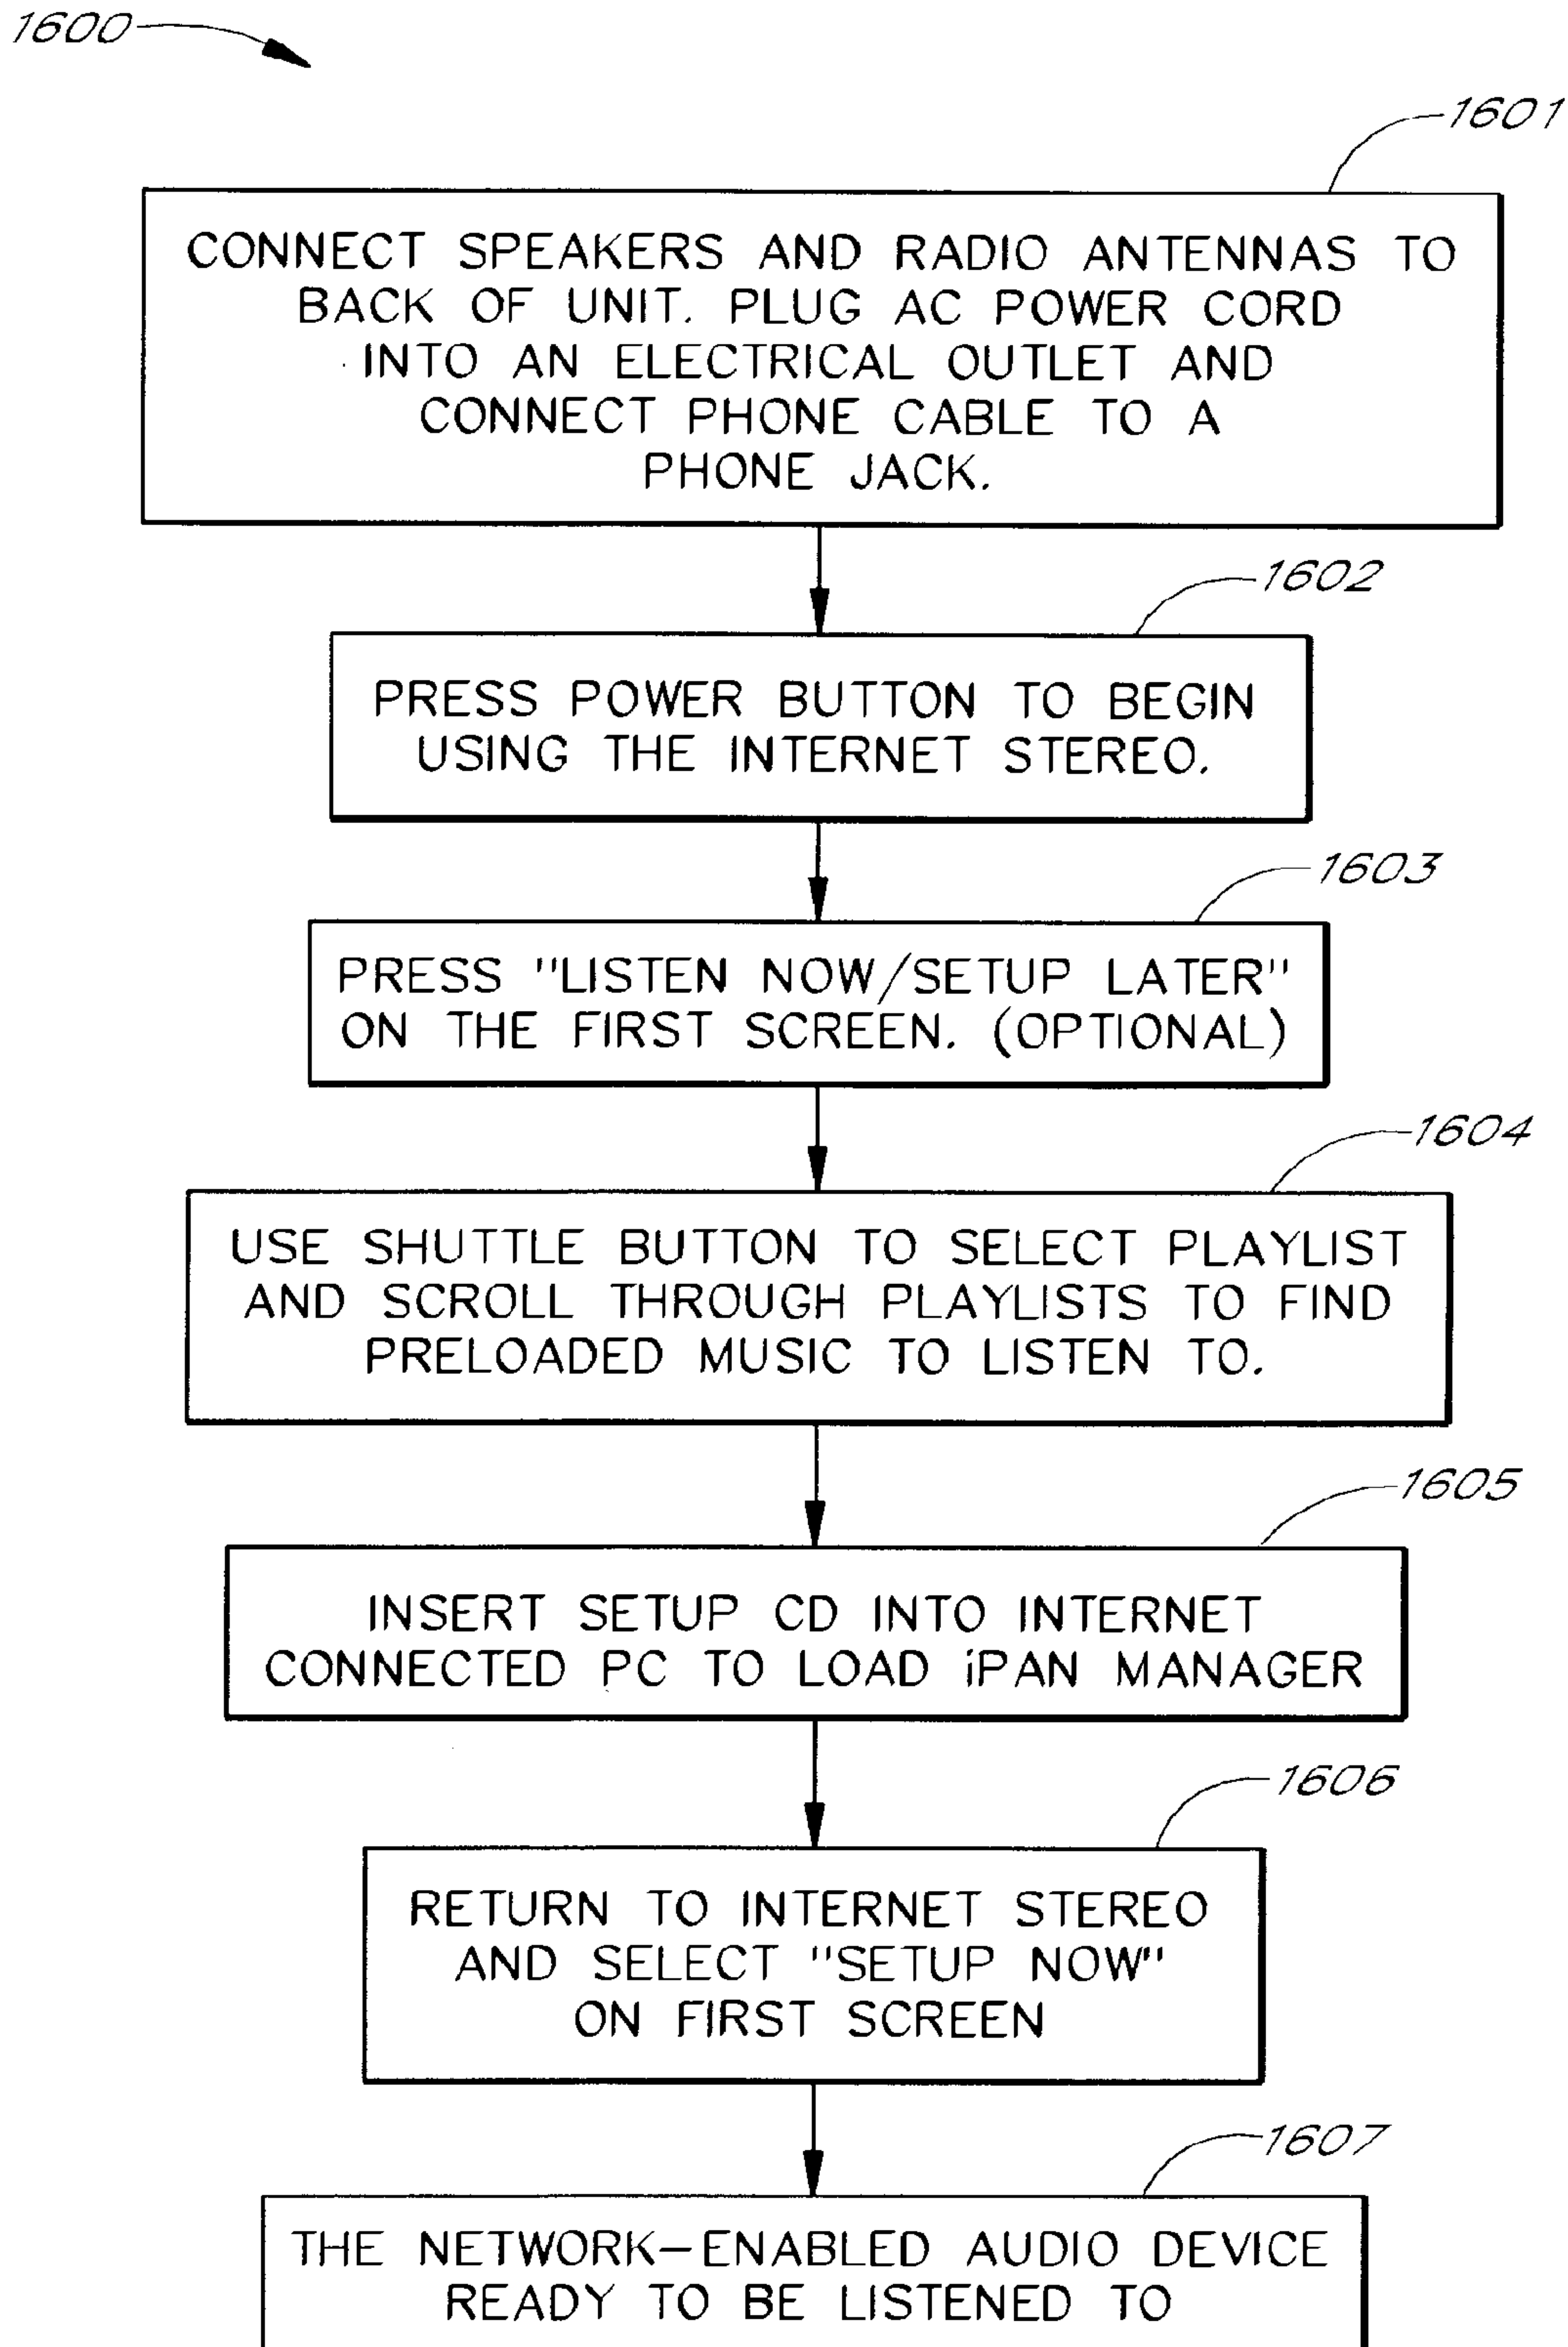 1600
1601
CONNECT SPEAKERS AND RADIO ANTENNAS TO
BACK OF UNIT. PLUG AC POWER CORD
INTO AN ELECTRICAL OUTLET AND
CONNECT PHONE CABLE TO A
PHONE JACK.
1602
PRESS POWER BUTTON TO BEGIN
USING THE INTERNET STEREO.
1603
PRESS "LISTEN NOW/SETUP LATER"
ON THE FIRST SCREEN. (OPTIONAL)
1604
USE SHUTTLE BUTTON TO SELECT PLAYLIST
AND SCROLL THROUGH PLAYLISTS TO FIND
PRELOADED MUSIC TO LISTEN TO.
1605
INSERT SETUP CD INTO INTERNET
CONNECTED PC TO LOAD iPAN MANAGER
1606
RETURN TO INTERNET STEREO
AND SELECT "SETUP NOW"
ON FIRST SCREEN
1607
THE NETWORK-ENABLED AUDIO DEVICE
READY TO BE LISTENED TO